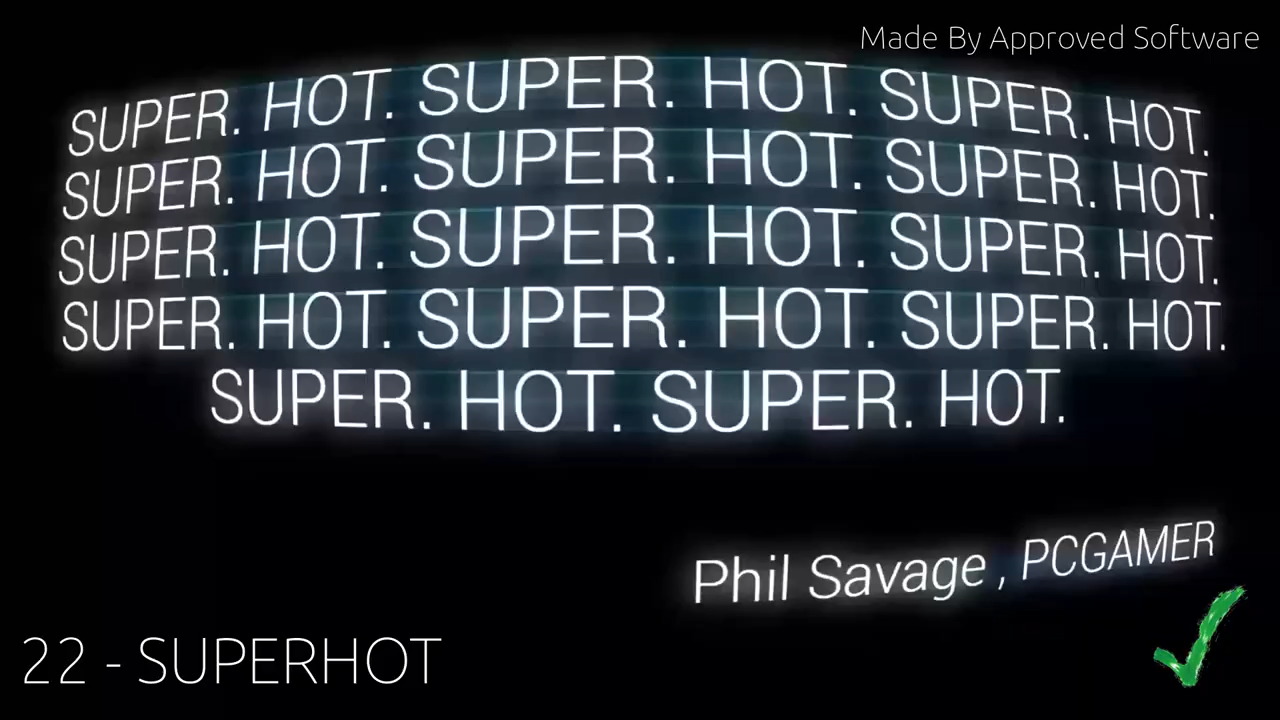 Made By Approved Software
SUPER. HOT. SUPER. HOT. SUPER. HOT.
SUPER. HOT. SUPER. HOT. SUPER. HOT.
SUPER. HOT. SUPER. HOT. SUPER. HOT.
SUPER. HOT. SUPER. HOT. SUPER. HOT.
SUPER. HOT. SUPER. HOT.
Phil Savage , PCGAMER
22 - SUPERHOT